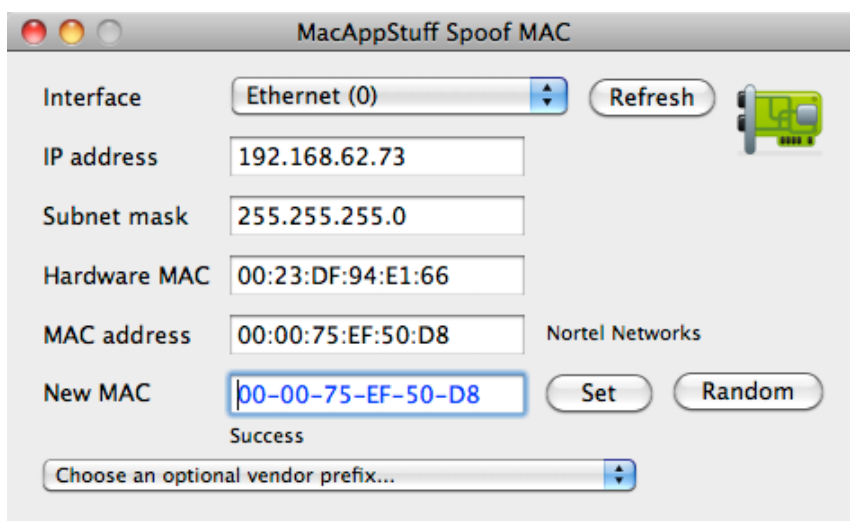 MacAppStuff Spoof MAC
Interface Ethernet (0) Refresh
IP address 192.168.62.73
Subnet mask 255.255.255.0
Hardware MAC 00:23:DF:94:E1:66
MAC address 00:00:75:EF:50:D8 Nortel Networks
New MAC 00-00-75-EF-50-D8 Set Random
Success
Choose an optional vendor prefix...